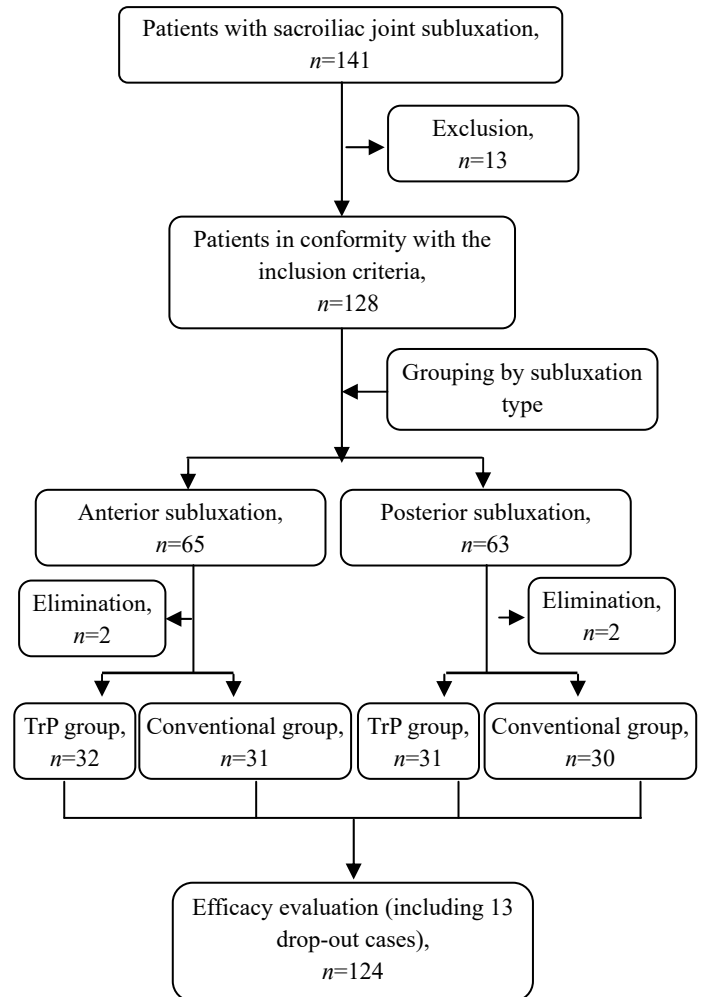 Patients with sacroiliac joint subluxation,
n=141
Exclusion,
n=13
Patients in conformity with the
inclusion criteria,
n=128
Grouping by subluxation
type
Anterior subluxation,
n=65
Posterior subluxation,
n=63
Elimination,
n=2
Elimination,
n=2
TrP group,
n=32
Conventional group,
n=31
TrP group,
n=31
Conventional group,
n=30
Efficacy evaluation (including 13
drop-out cases),
n=124